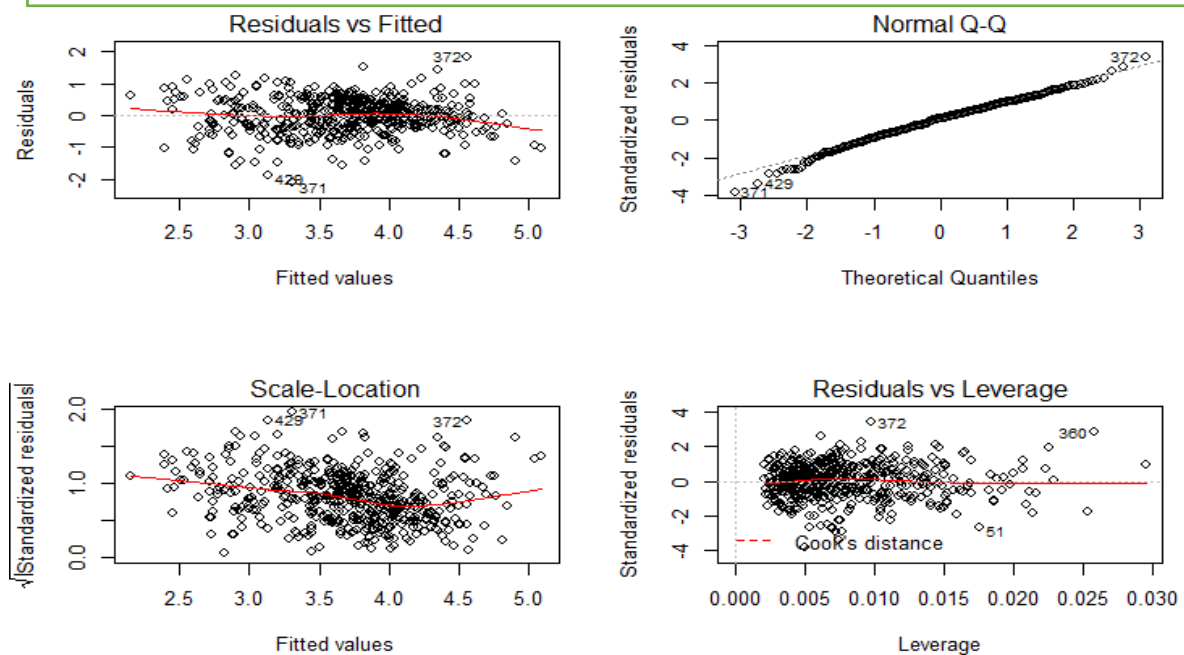 Residuals vs Fitted
Residuals
2
1
0
-1
-2
372
429
371
2.5 3.0 3.5 4.0 4.5 5.0
Fitted values
Normal Q-Q
Standardized residuals
4
2
0
-2
-4
372
429
371
-3 -2 -1 0 1 2 3
Theoretical Quantiles
Scale-Location
√|Standardized residuals|
2.0
1.0
0.0
371
429
372
2.5 3.0 3.5 4.0 4.5 5.0
Fitted values
Residuals vs Leverage
Standardized residuals
4
2
0
-2
-4
372
360
51
Cook's distance
0.000 0.005 0.010 0.015 0.020 0.025 0.030
Leverage